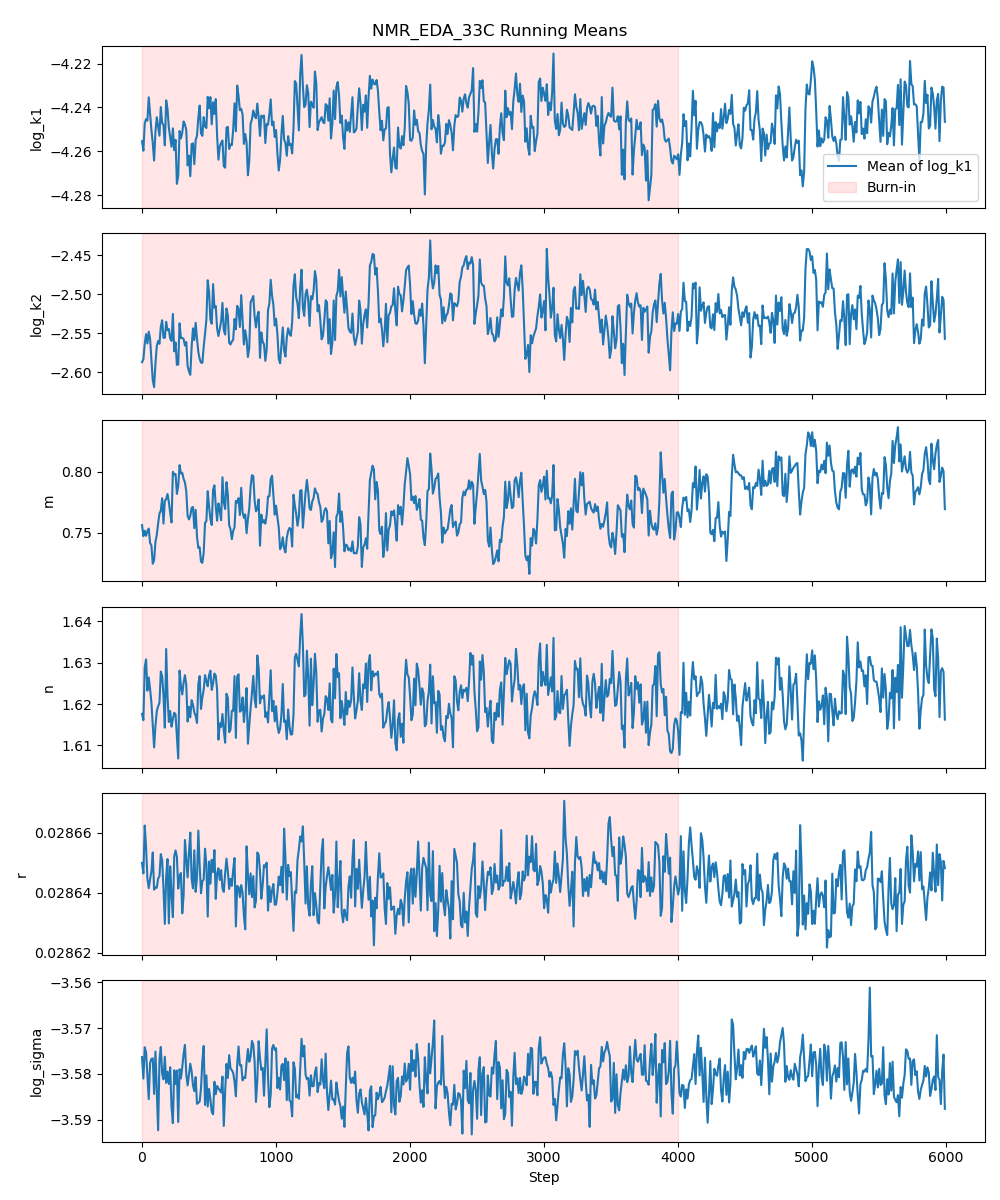 NMR_EDA_33C Running Means
−4.22
−4.24
−4.26
−4.28
log_k1
Mean of log_k1
Burn-in
−2.45
−2.50
−2.55
−2.60
log_k2
0.80
0.75
m
1.64
1.63
1.62
1.61
n
0.02866
0.02864
0.02862
r
−3.56
−3.57
−3.58
−3.59
log_sigma
0 1000 2000 3000 4000 5000 6000
Step